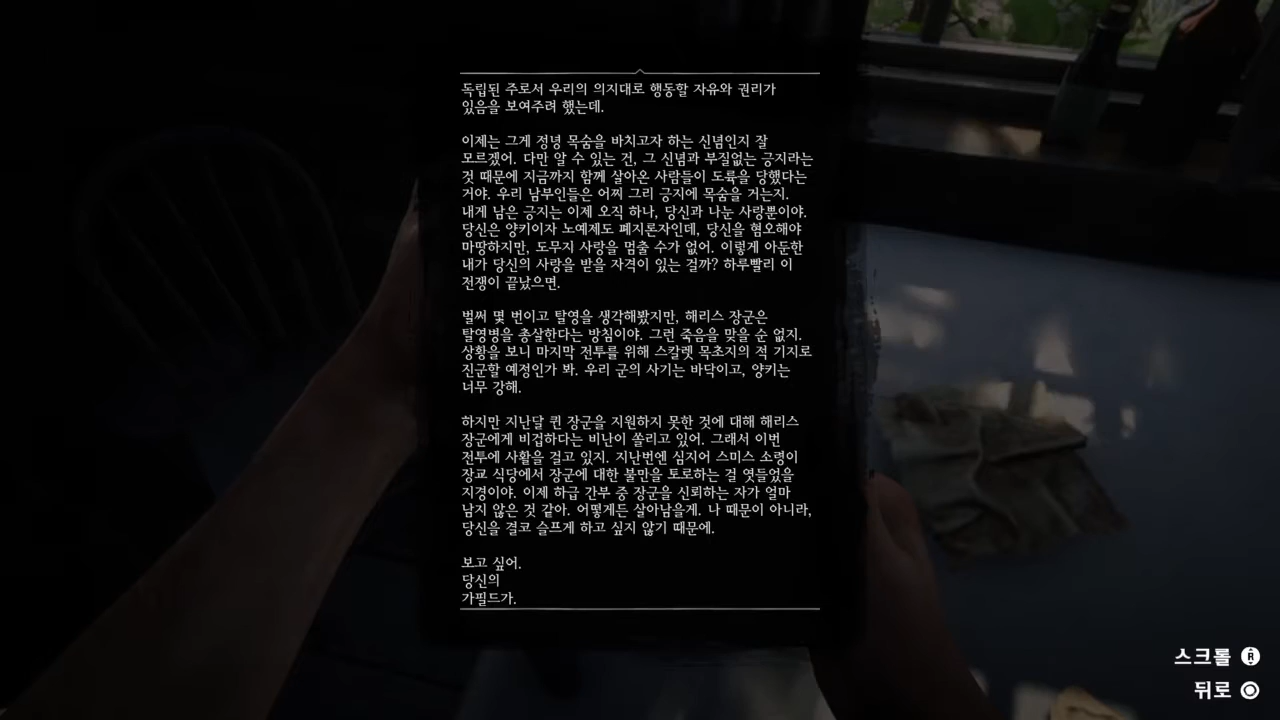 독립된 주로서 우리의 의지대로 행동할 자유와 권리가
있음을 보여주려 했는데.
이제는 그게 정녕 목숨을 바치고자 하는 신념인지 잘
모르겠어. 다만 알 수 있는 건, 그 신념과 부질없는 긍지라는
것 때문에 지금까지 함께 살아온 사람들이 도륙을 당했다는
거야. 우리 남부인들은 어찌 그리 긍지에 목숨을 거는지.
내게 남은 긍지는 이제 오직 하나, 당신과 나눈 사랑뿐이야.
당신은 양키이자 노예제도 폐지론자인데, 당신을 혐오해야
마땅하지만, 도무지 사랑을 멈출 수가 없어. 이렇게 아둔한
내가 당신의 사랑을 받을 자격이 있는 걸까? 하루빨리 이
전쟁이 끝났으면.
벌써 몇 번이고 탈영을 생각해봤지만, 해리스 장군은
탈영병을 총살한다는 방침이야. 그런 죽음을 맞을 순 없지.
상황을 보니 마지막 전투를 위해 스칼렛 목초지의 적 기지로
진군할 예정인가 봐. 우리 군의 사기는 바닥이고, 양키는
너무 강해.
하지만 지난달 퀸 장군을 지원하지 못한 것에 대해 해리스
장군에게 비겁하다는 비난이 쏠리고 있어. 그래서 이번
전투에 사활을 걸고 있지. 지난번엔 심지어 스미스 소령이
장교 식당에서 장군에 대한 불만을 토로하는 걸 엿들었을
지경이야. 이제 하급 간부 중 장군을 신뢰하는 자가 얼마
남지 않은 것 같아. 어떻게든 살아남을게. 나 때문이 아니라,
당신을 결코 슬프게 하고 싶지 않기 때문에.
보고 싶어.
당신의
가필드가.
스크롤 R
뒤로